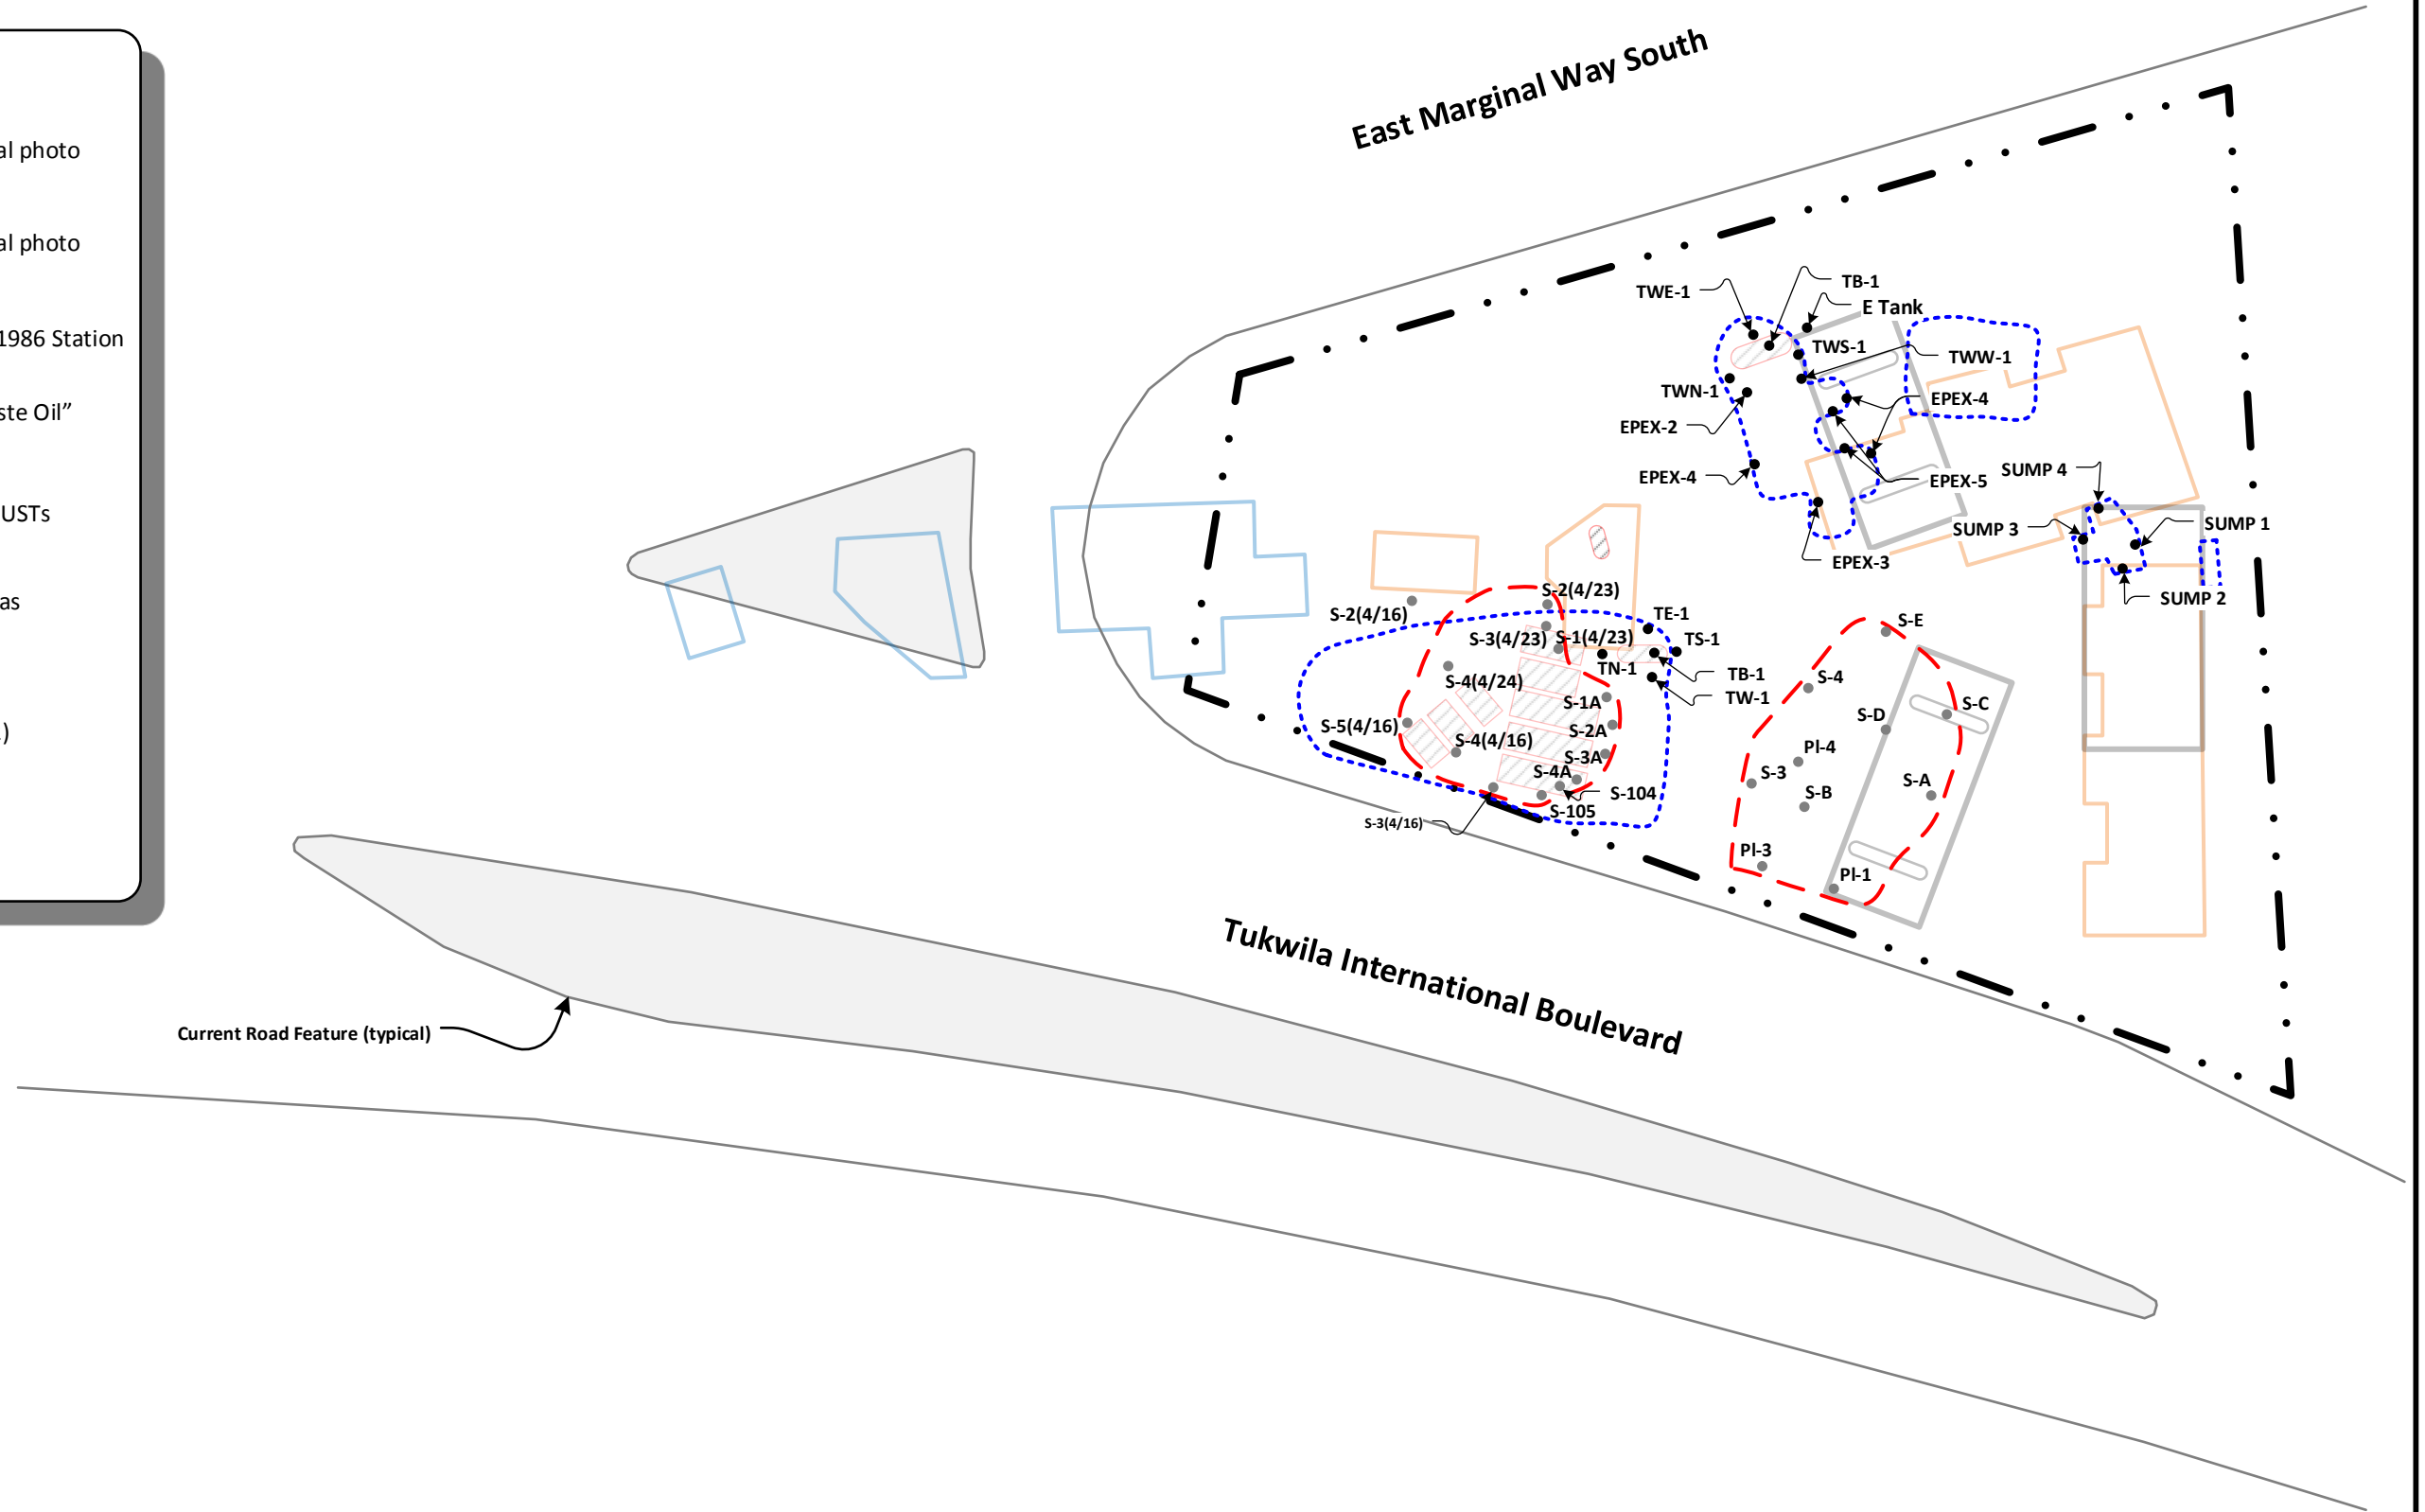 al photo
al photo
1986 Station
ste Oil”
USTs
as
)
East Marginal Way South
TWE-1
TB-1
E Tank
TWS-1
TWW-1
TWN-1
EPEX-4
EPEX-2
EPEX-4
EPEX-5
EPEX-3
SUMP 4
SUMP 3
SUMP 1
SUMP 2
S-2(4/23)
S-2(4/16)
TE-1
S-3(4/23)
S-1(4/23)
TS-1
TN-1
TB-1
TW-1
S-4(4/24)
S-1A
S-5(4/16)
S-2A
S-4(4/16)
S-3A
S-4A
S-104
S-105
S-3(4/16)
S-E
S-4
S-C
S-D
PI-4
S-3
S-A
S-B
PI-3
PI-1
Tukwila International Boulevard
Current Road Feature (typical)